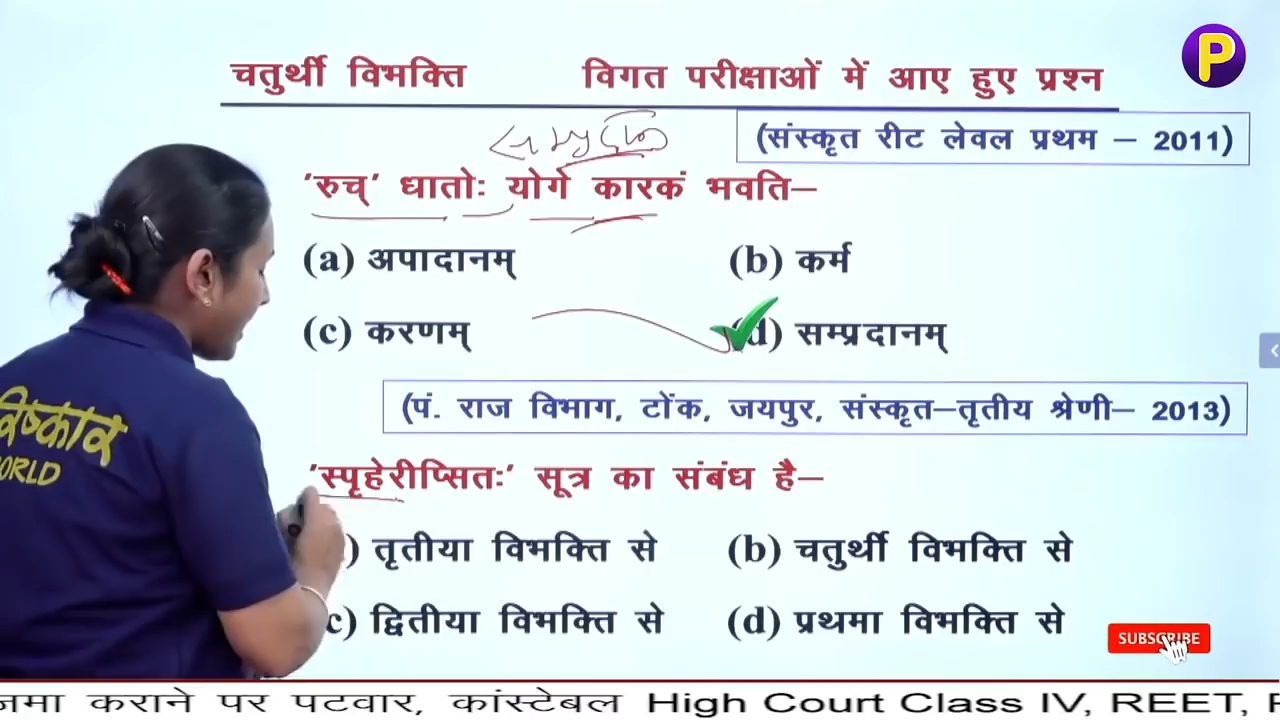 P
चतुर्थी विभक्ति विगत परीक्षाओं में आए हुए प्रश्न
(संस्कृत रीट लेवल प्रथम – 2011)
'रुच्' धातोः योगे कारकं भवति–
(a) अपादानम् (b) कर्म
(c) करणम् (d) सम्प्रदानम्
(पं. राज विभाग, टोंक, जयपुर, संस्कृत–तृतीय श्रेणी– 2013)
'स्पृहेरीप्सितः' सूत्र का संबंध है–
) तृतीया विभक्ति से (b) चतुर्थी विभक्ति से
c) द्वितीया विभक्ति से (d) प्रथमा विभक्ति से
SUBSCRIBE
जमा कराने पर पटवार, कांस्टेबल High Court Class IV, REET,
रिष्कार
ORLD